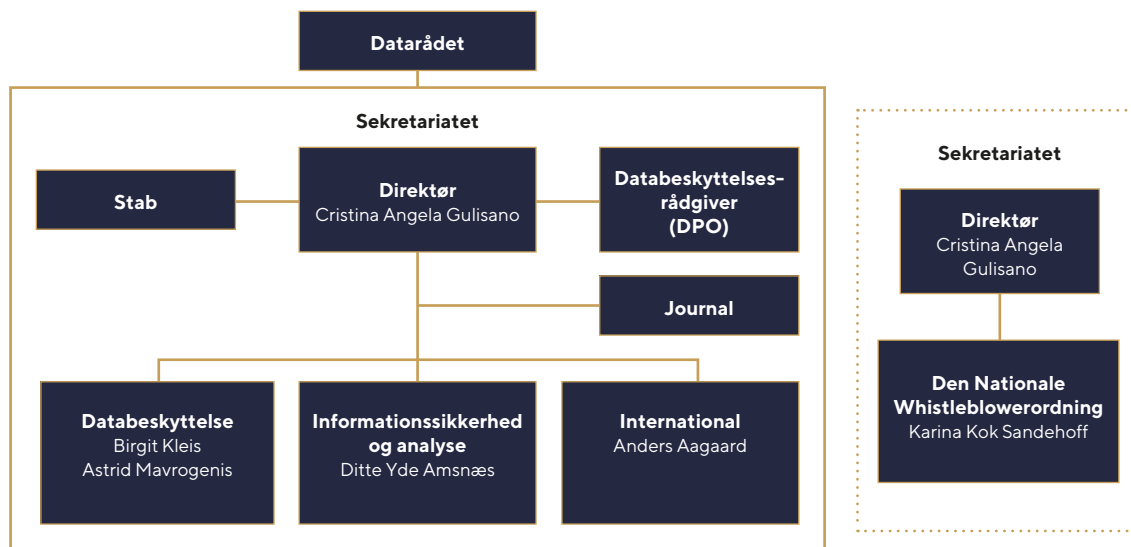 Datarådet
Sekretariatet
Stab
Direktør
Cristina Angela Gulisano
Databeskyttelses-
rådgiver
(DPO)
Journal
Databeskyttelse
Birgit Kleis
Astrid Mavrogenis
Informationssikkerhed
og analyse
Ditte Yde Amsnæs
International
Anders Aagaard
Sekretariatet
Direktør
Cristina Angela
Gulisano
Den Nationale
Whistleblowerordning
Karina Kok Sandehoff